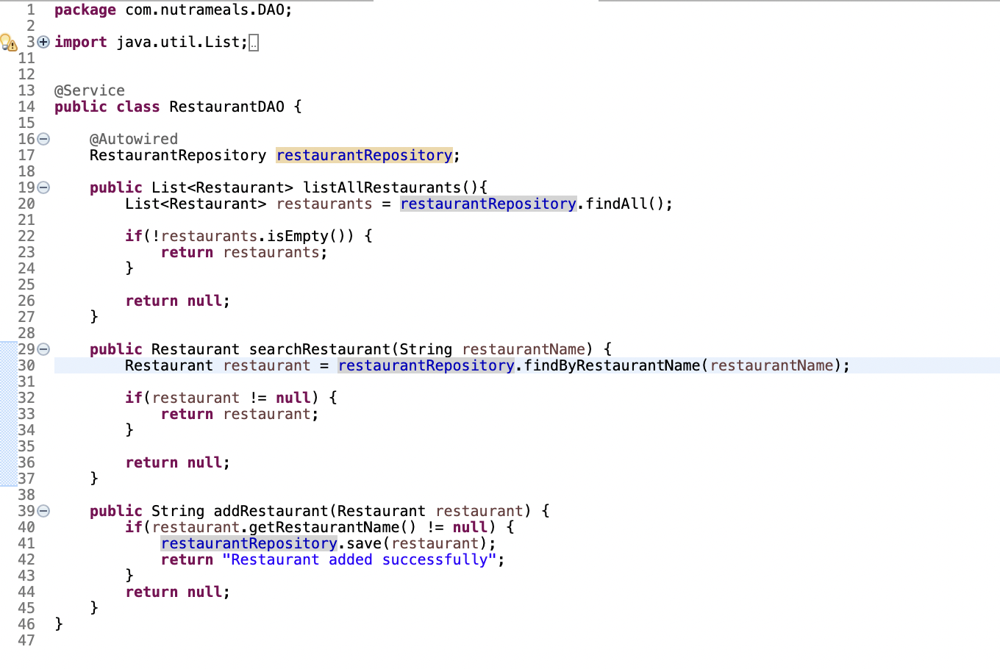 1 package com.nutrameals.DAO;
2
3 import java.util.List;..
11
12
13 @Service
14 public class RestaurantDAO {
15
16 @Autowired
17 RestaurantRepository restaurantRepository;
18
19 public List<Restaurant> listAllRestaurants(){
20 List<Restaurant> restaurants = restaurantRepository.findAll();
21
22 if(!restaurants.isEmpty()) {
23 return restaurants;
24 }
25
26 return null;
27 }
28
29 public Restaurant searchRestaurant(String restaurantName) {
30 Restaurant restaurant = restaurantRepository.findByRestaurantName(restaurantName);
31
32 if(restaurant != null) {
33 return restaurant;
34 }
35
36 return null;
37 }
38
39 public String addRestaurant(Restaurant restaurant) {
40 if(restaurant.getRestaurantName() != null) {
41 restaurantRepository.save(restaurant);
42 return "Restaurant added successfully";
43 }
44 return null;
45 }
46 }
47